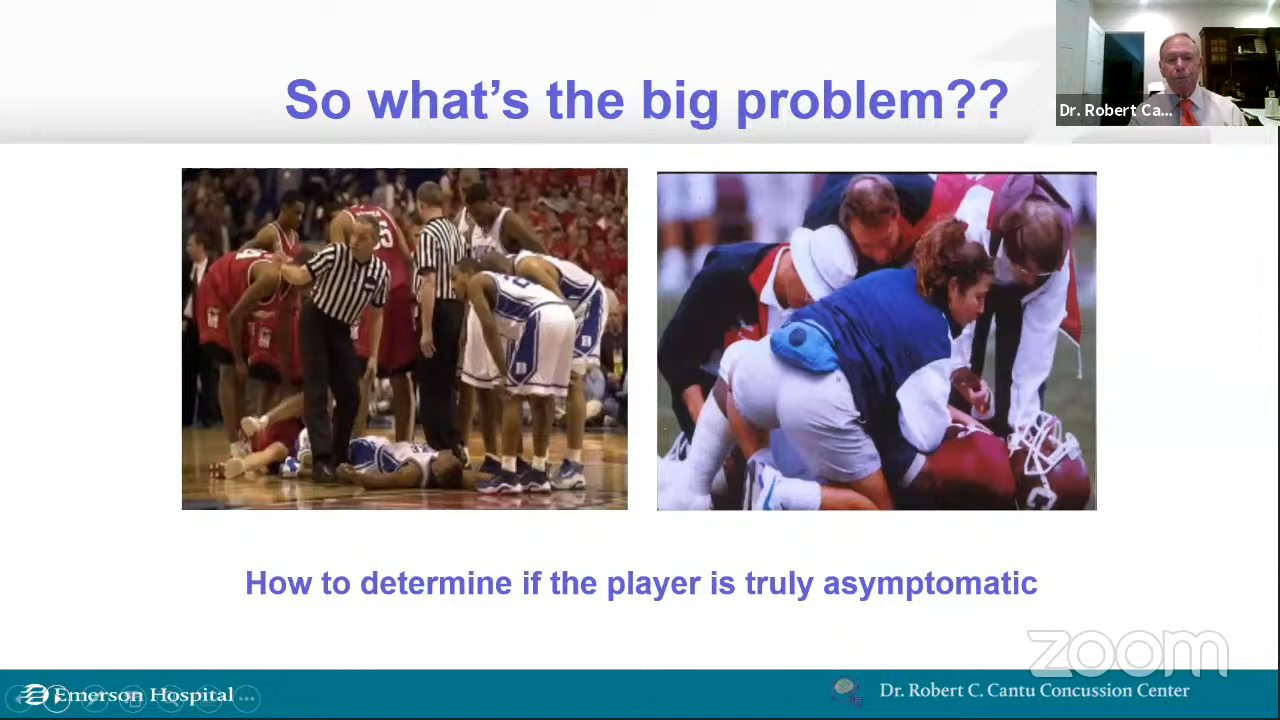 So what's the big problem??
Dr. Robert Ca...
How to determine if the player is truly asymptomatic
zoom
Emerson Hospital
Dr. Robert C. Cantu Concussion Center